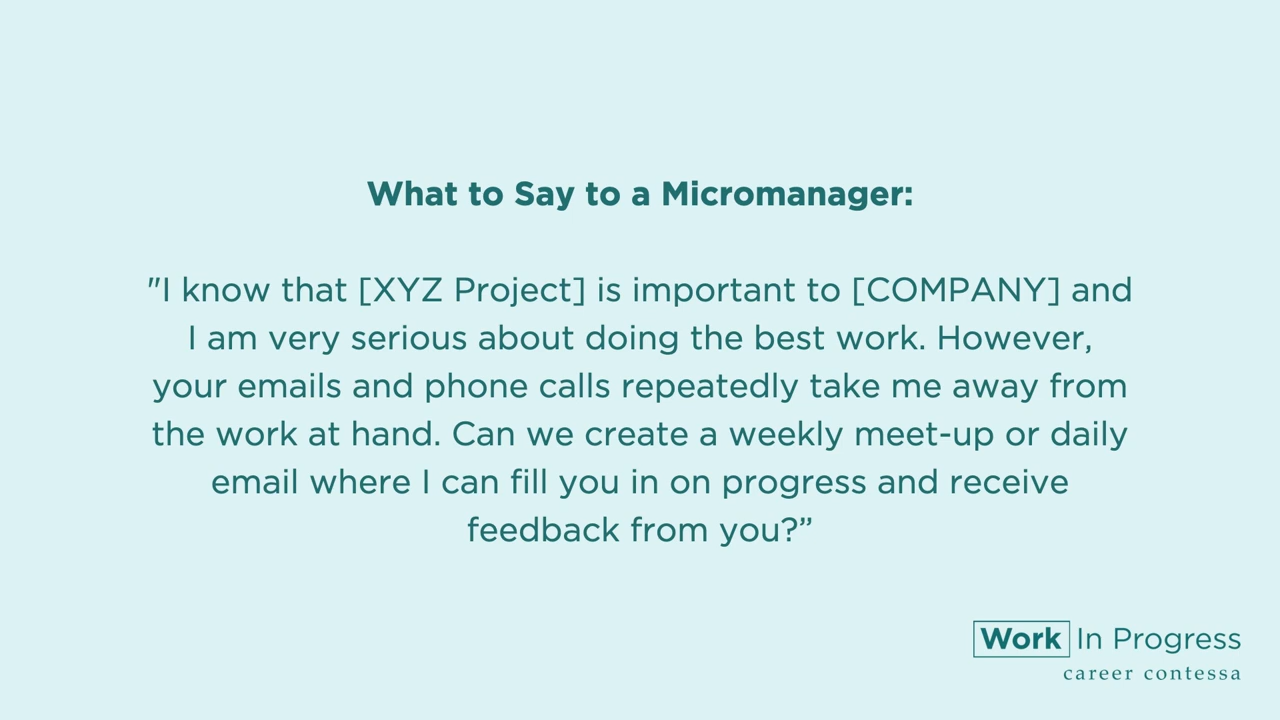 What to Say to a Micromanager:
"I know that [XYZ Project] is important to [COMPANY] and
I am very serious about doing the best work. However,
your emails and phone calls repeatedly take me away from
the work at hand. Can we create a weekly meet-up or daily
email where I can fill you in on progress and receive
feedback from you?”
Work In Progress
career contessa